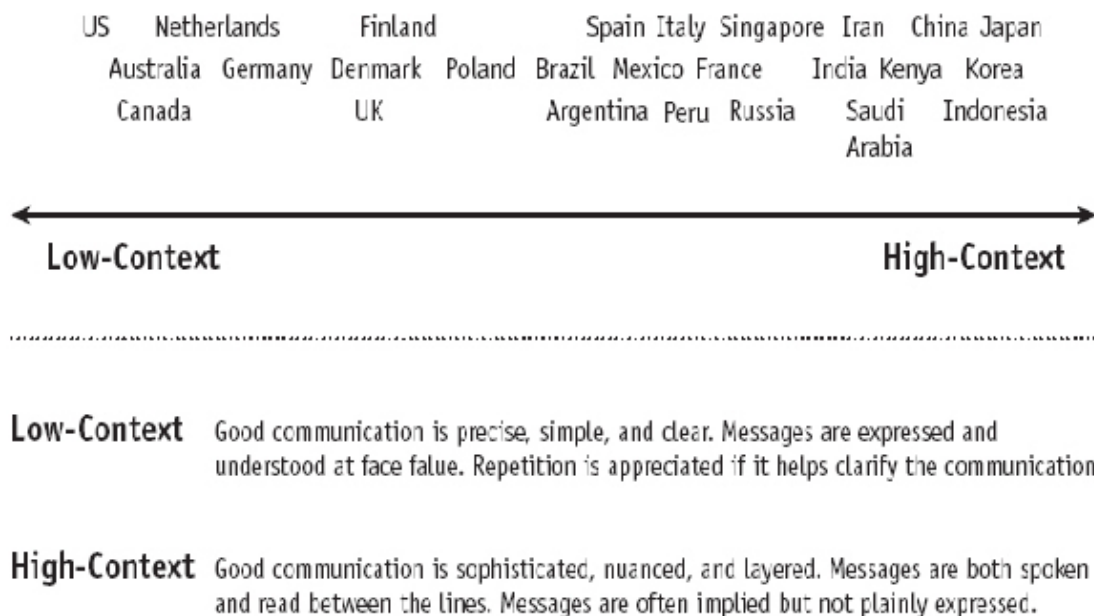 US Netherlands Finland Spain Italy Singapore Iran China Japan
Australia Germany Denmark Poland Brazil Mexico France India Kenya Korea
Canada UK Argentina Peru Russia Saudi Indonesia
Arabia
Low-Context High-Context
Low-Context Good communication is precise, simple, and clear. Messages are expressed and
understood at face falue. Repetition is appreciated if it helps clarify the communication
High-Context Good communication is sophisticated, nuanced, and layered. Messages are both spoken
and read between the lines. Messages are often implied but not plainly expressed.